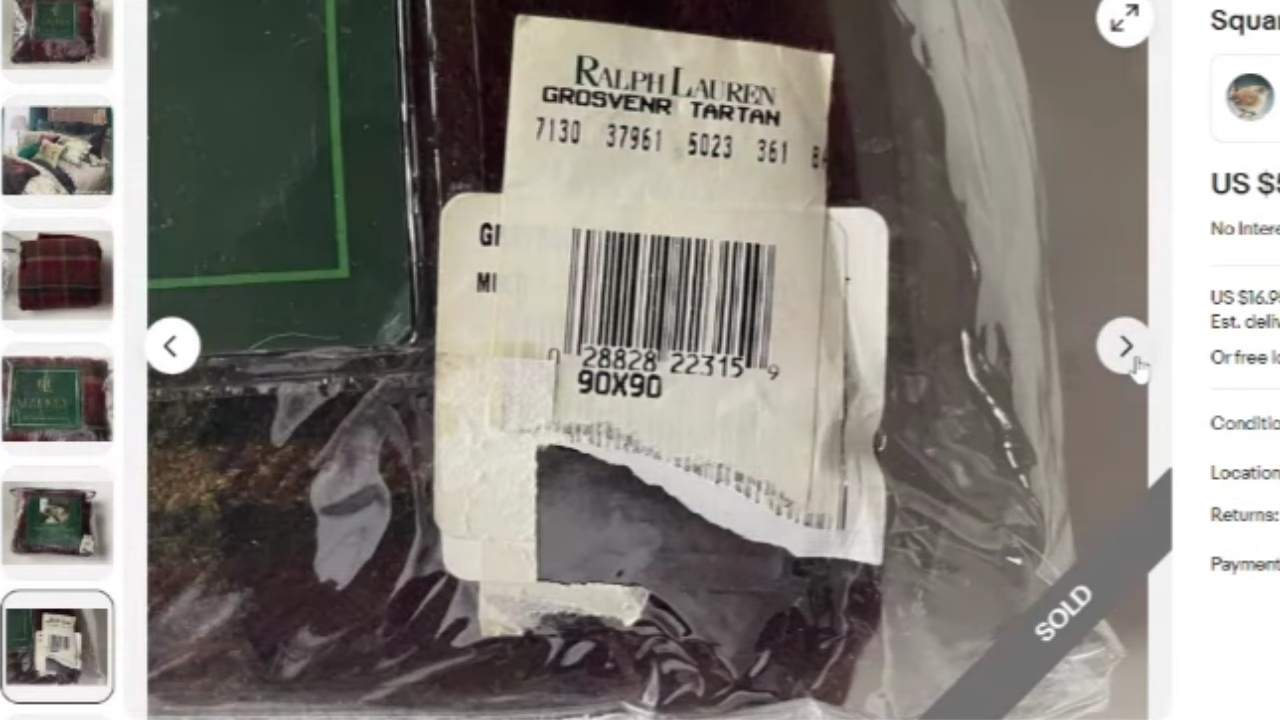 RALPH LAUREN
GROSVENR TARTAN
7130 37961 5023 361
GI
MI
0 28828 22315 9
90X90
SOLD
Squar
US $5
No Intere
US $16.9
Est. deliv
Or free lo
Conditio
Location
Returns:
Payment